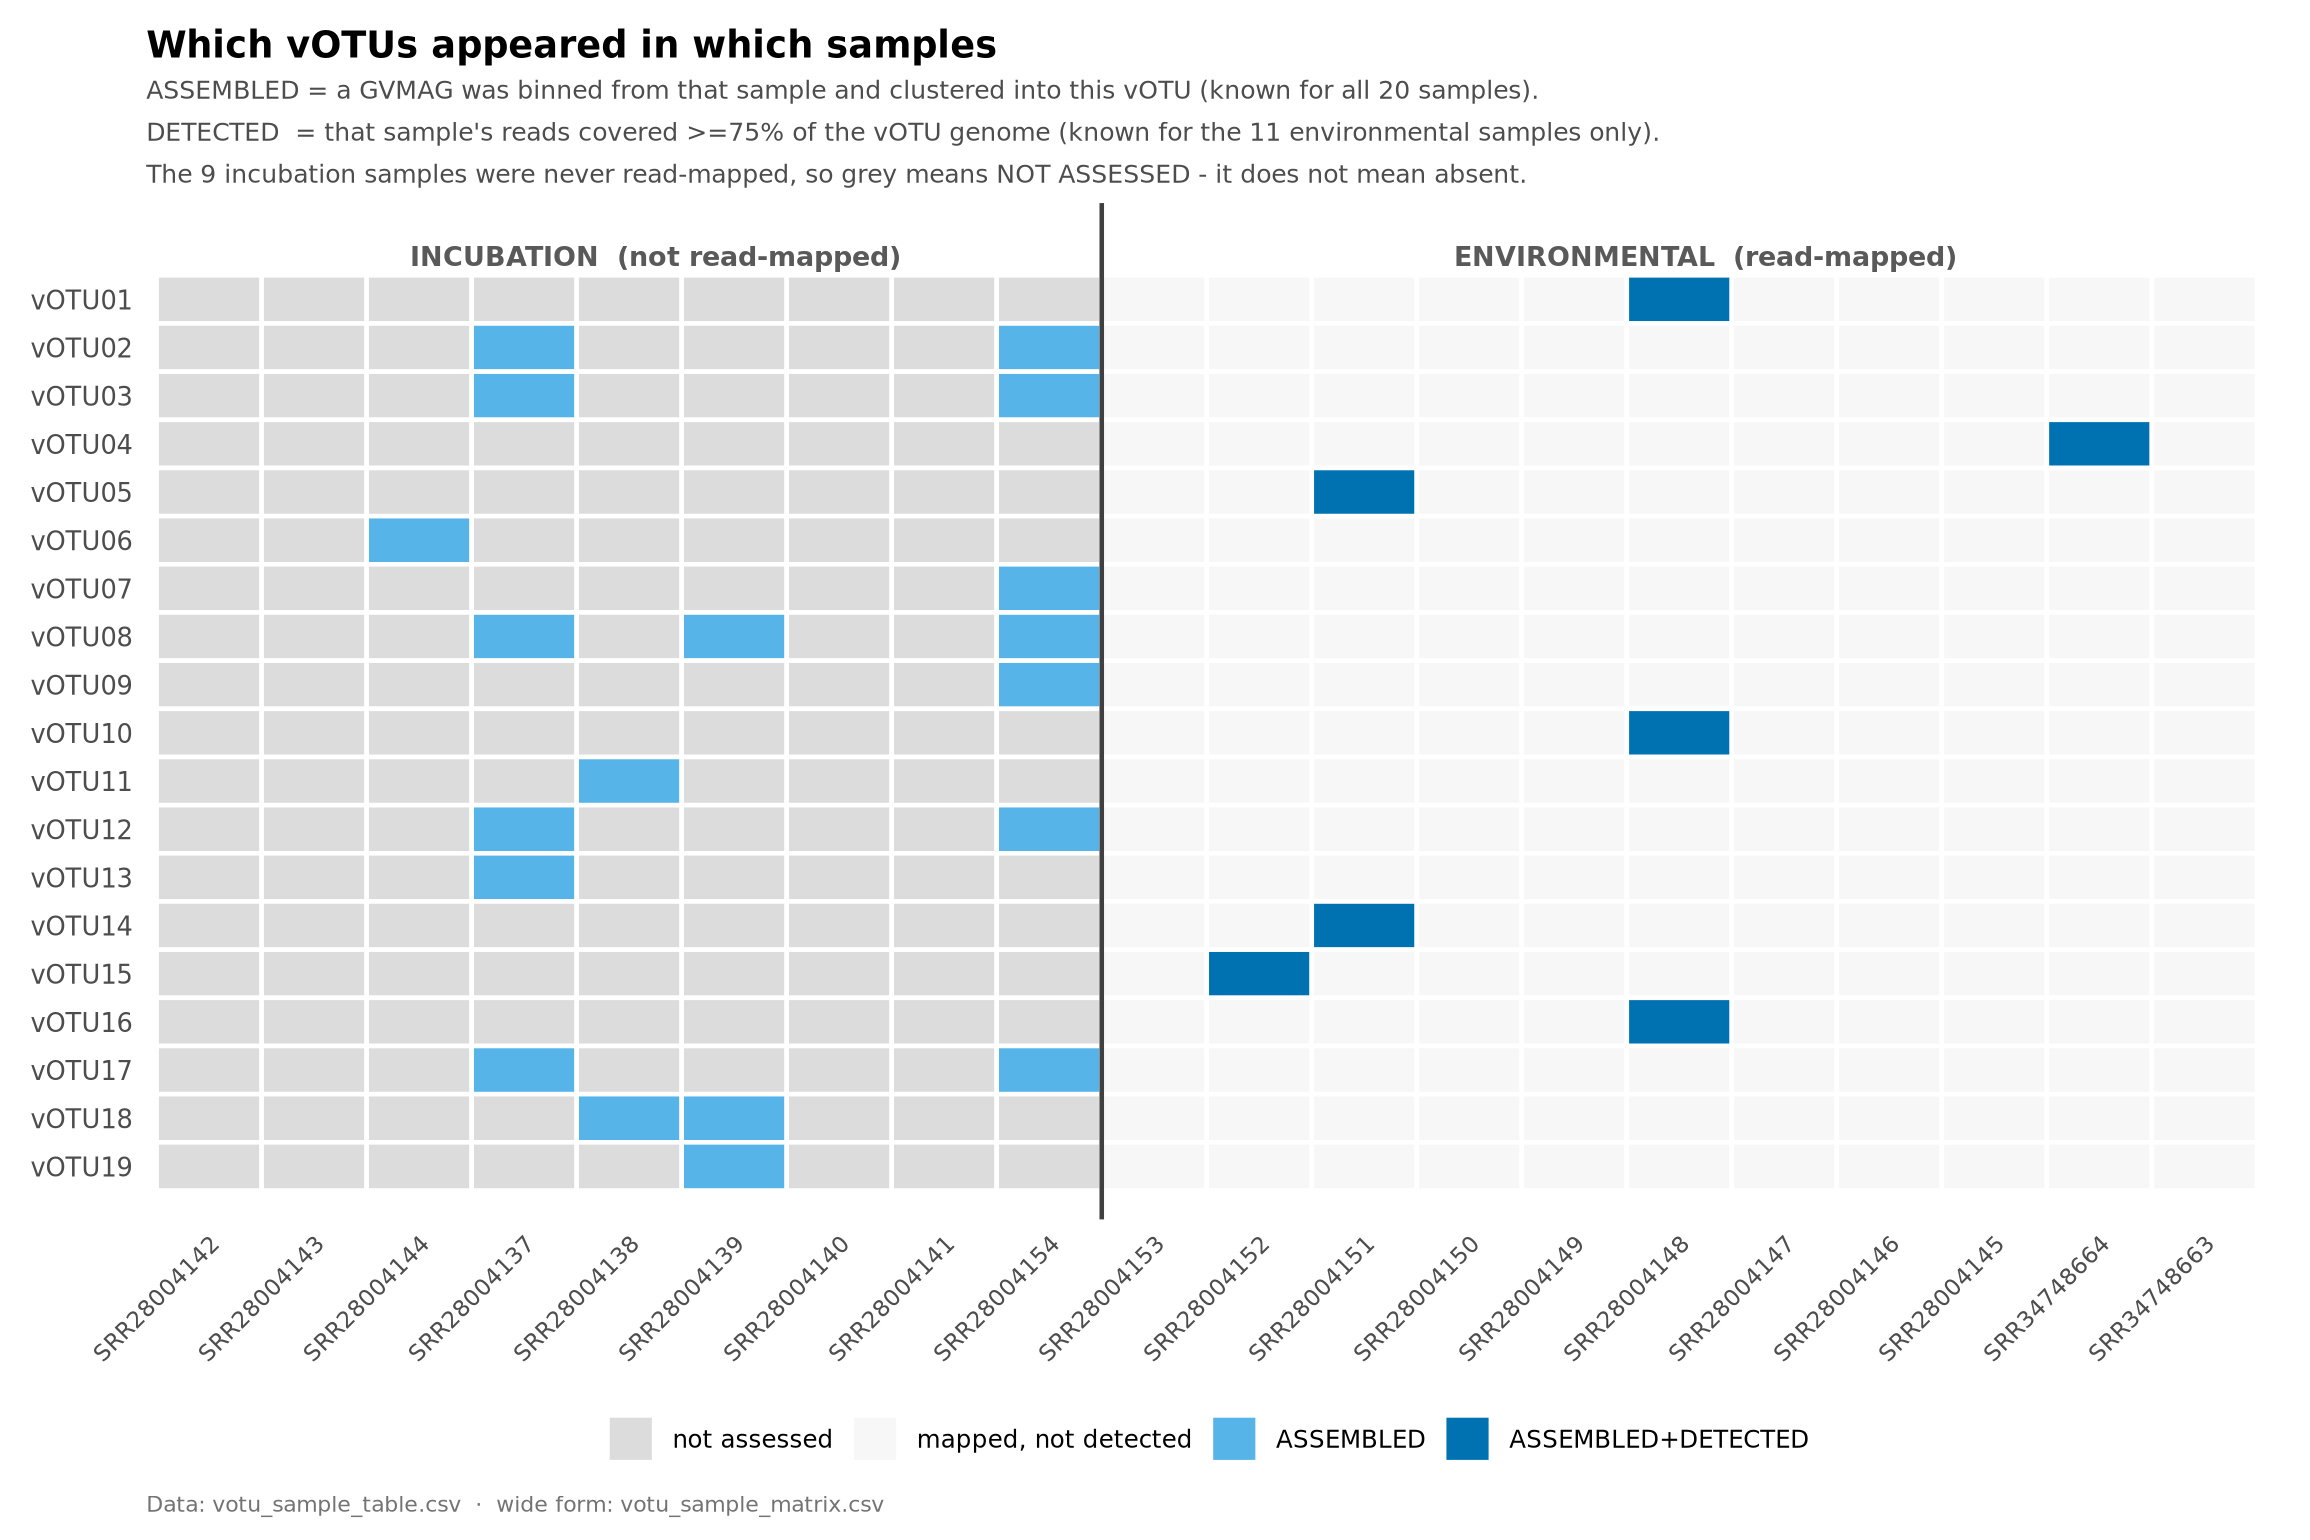 Which vOTUs appeared in which samples
ASSEMBLED = a GVMAG was binned from that sample and clustered into this vOTU (known for all 20 samples).
DETECTED  = that sample's reads covered >=75% of the vOTU genome (known for the 11 environmental samples only).
The 9 incubation samples were never read-mapped, so grey means NOT ASSESSED - it does not mean absent.
INCUBATION  (not read-mapped)
ENVIRONMENTAL  (read-mapped)
vOTU01
vOTU02
vOTU03
vOTU04
vOTU05
vOTU06
vOTU07
vOTU08
vOTU09
vOTU10
vOTU11
vOTU12
vOTU13
vOTU14
vOTU15
vOTU16
vOTU17
vOTU18
vOTU19
SRR28004142
SRR28004143
SRR28004144
SRR28004137
SRR28004138
SRR28004139
SRR28004140
SRR28004141
SRR28004154
SRR28004153
SRR28004152
SRR28004151
SRR28004150
SRR28004149
SRR28004148
SRR28004147
SRR28004146
SRR28004145
SRR34748664
SRR34748663
not assessed
mapped, not detected
ASSEMBLED
ASSEMBLED+DETECTED
Data: votu_sample_table.csv  ·  wide form: votu_sample_matrix.csv